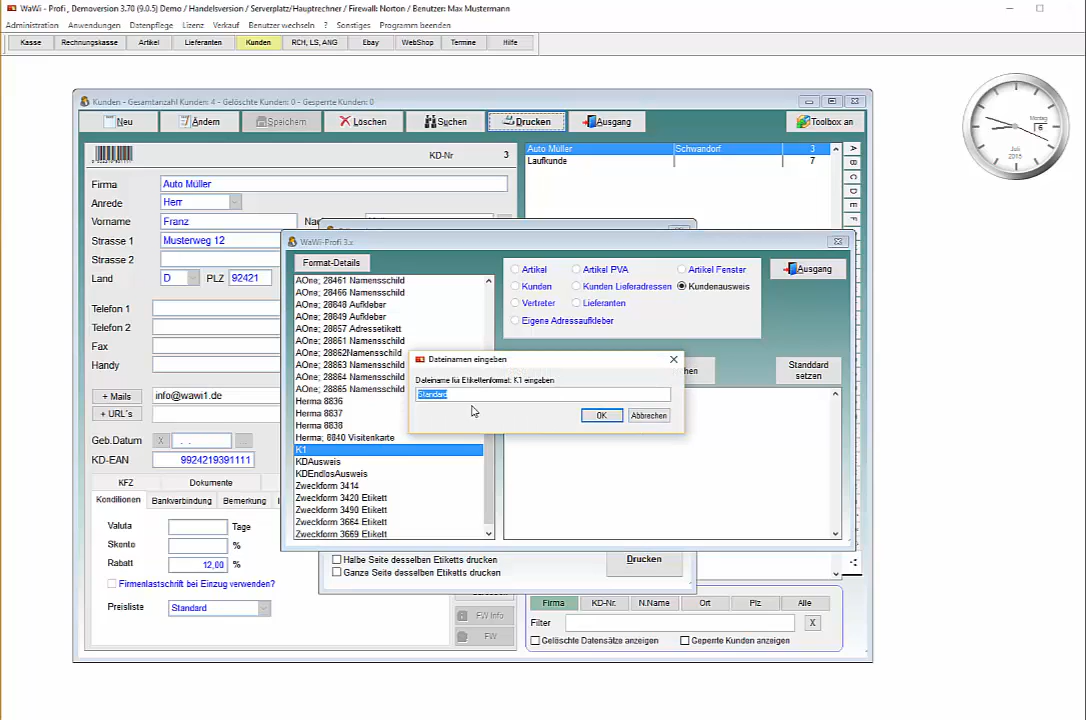 WaWi - Profi , Demoversion 3.70 (9.0.5) Demo / Handelsversion / Serverplatz/Hauptrechner / Firewall: Norton / Benutzer: Max Mustermann
Administration Anwendungen Datenpflege Lizenz Verkauf Benutzer wechseln ? Sonstiges Programm beenden
Kasse Rechnungskasse Artikel Lieferanten Kunden RCH, LS, ANG Ebay WebShop Termine Hilfe
Kunden - Gesamtanzahl Kunden: 4 - Gelöschte Kunden: 0 - Gesperrte Kunden: 0
Neu Ändern Speichern Löschen Suchen Drucken Ausgang Toolbox an
Montag
6
Juli
2015
KD-Nr 3
Auto Müller Schwandorf 3
Laufkunde 7
A
B
C
D
E
F
Firma Auto Müller
Anrede Herr
Vorname Franz
Strasse 1 Musterweg 12
Strasse 2
Land D PLZ 92421
Telefon 1
Telefon 2
Fax
Handy
+ Mails info@wawi1.de
+ URL's
Geb.Datum X . .
KD-EAN 9924219391111
KFZ Dokumente
Konditionen Bankverbindung Bemerkung
Valuta Tage
Skonto %
Rabatt 12,00 %
Firmenlastschrift bei Einzug verwenden?
Preisliste Standard
WaWi-Profi 3.x
Format-Details
AOne; 28461 Namensschild
AOne; 28466 Namensschild
AOne; 28848 Aufkleber
AOne; 28849 Aufkleber
AOne; 28857 Adressetikett
AOne; 28861 Namensschild
AOne; 28862Namensschild
AOne; 28863 Namensschild
AOne; 28864 Namensschild
AOne; 28865 Namensschild
Herma 8836
Herma 8837
Herma 8838
Herma; 8840 Visitenkarte
K1
KDAusweis
KDEndlosAusweis
Zweckform 3414
Zweckform 3420 Etikett
Zweckform 3490 Etikett
Zweckform 3664 Etikett
Zweckform 3669 Etikett
Artikel Artikel PVA Artikel Fenster
Kunden Kunden Lieferadressen Kundenausweis
Vertreter Lieferanten
Eigene Adressaufkleber
Ausgang
Standdard
setzen
Dateinamen eingeben
Dateiname für Etikettenformat: K1 eingeben
Standard
OK Abbrechen
Halbe Seite desselben Etiketts drucken
Ganze Seite desselben Etiketts drucken
Drucken
FW Info
FW
Firma KD-Nr. N.Name Ort Plz Alle
Filter X
Gelöschte Datensätze anzeigen Geperrte Kunden anzeigen